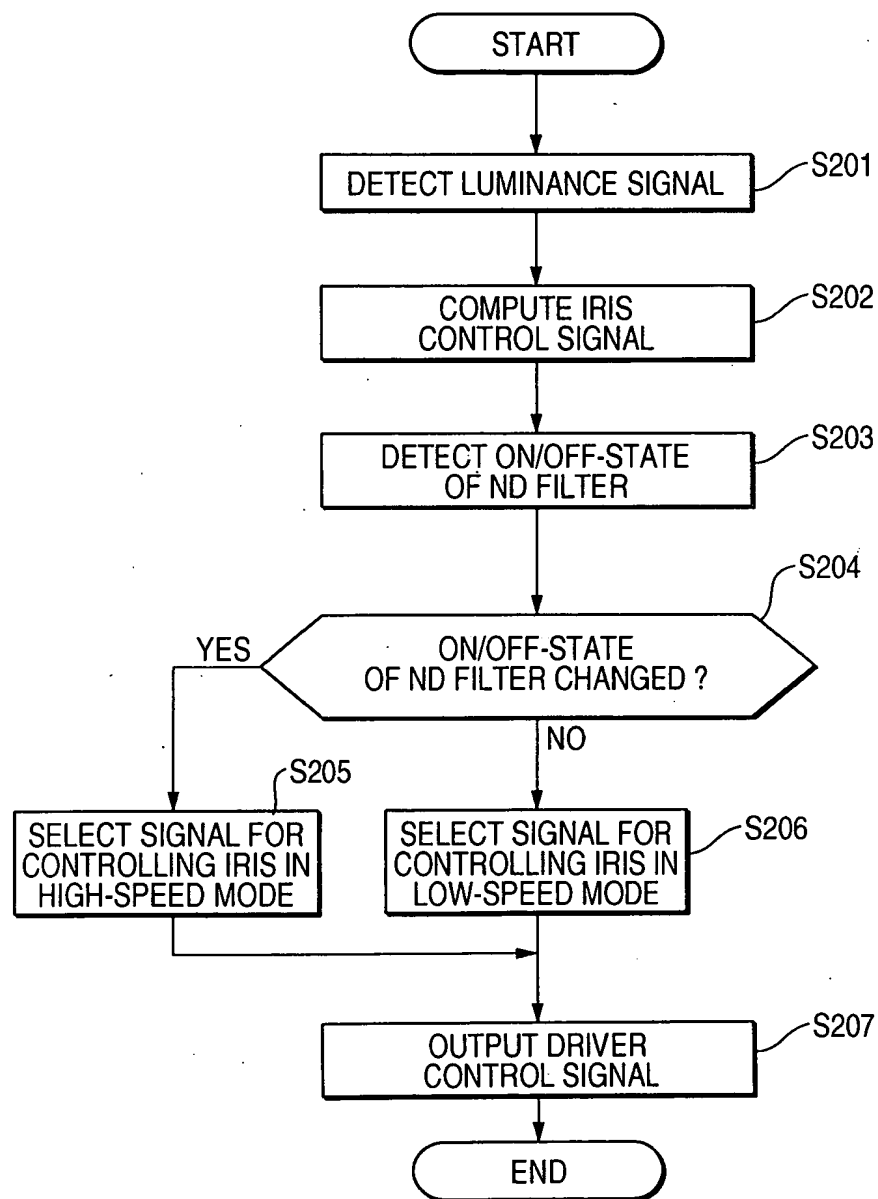 START
DETECT LUMINANCE SIGNAL
S201
COMPUTE IRIS
CONTROL SIGNAL
S202
DETECT ON/OFF-STATE
OF ND FILTER
S203
S204
ON/OFF-STATE
OF ND FILTER CHANGED ?
YES
NO
S205
SELECT SIGNAL FOR
CONTROLLING IRIS IN
HIGH-SPEED MODE
SELECT SIGNAL FOR
CONTROLLING IRIS IN
LOW-SPEED MODE
S206
OUTPUT DRIVER
CONTROL SIGNAL
S207
END